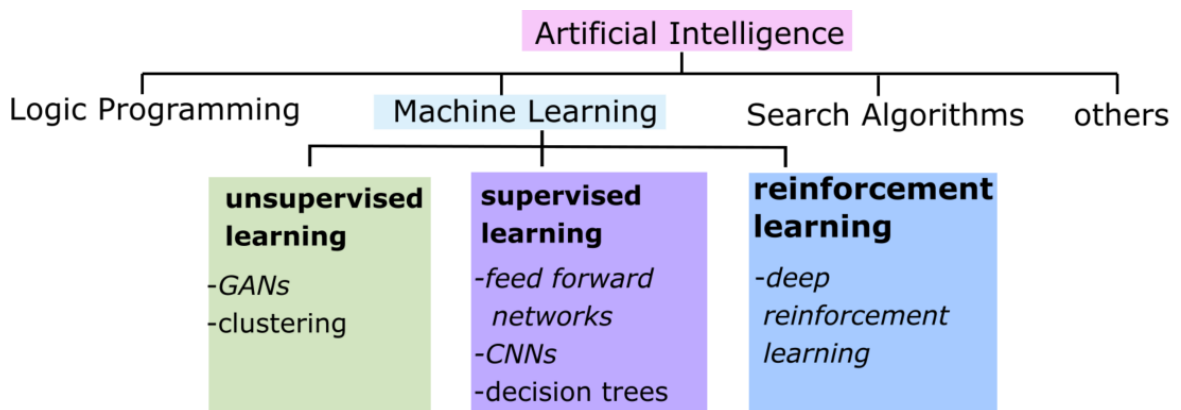 Artificial Intelligence
Logic Programming
Machine Learning
Search Algorithms
others
unsupervised
learning
-GANs
-clustering
supervised
learning
-feed forward
networks
-CNNs
-decision trees
reinforcement
learning
-deep
reinforcement
learning